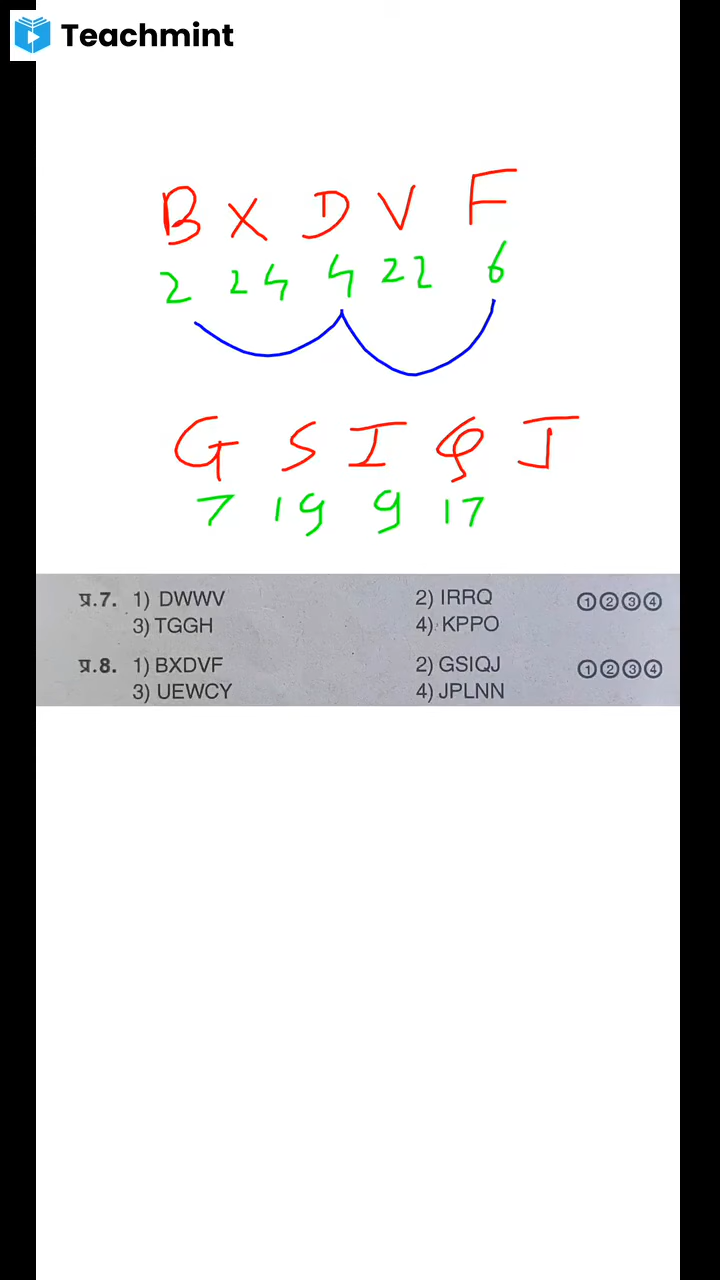 Teachmint
B X D V F
2 24 4 22 6
G S I Q J
7 19 9 17
प्र.7. 1) DWWV 2) IRRQ ①②③④
3) TGGH 4) KPPO
प्र.8. 1) BXDVF 2) GSIQJ ①②③④
3) UEWCY 4) JPLNN